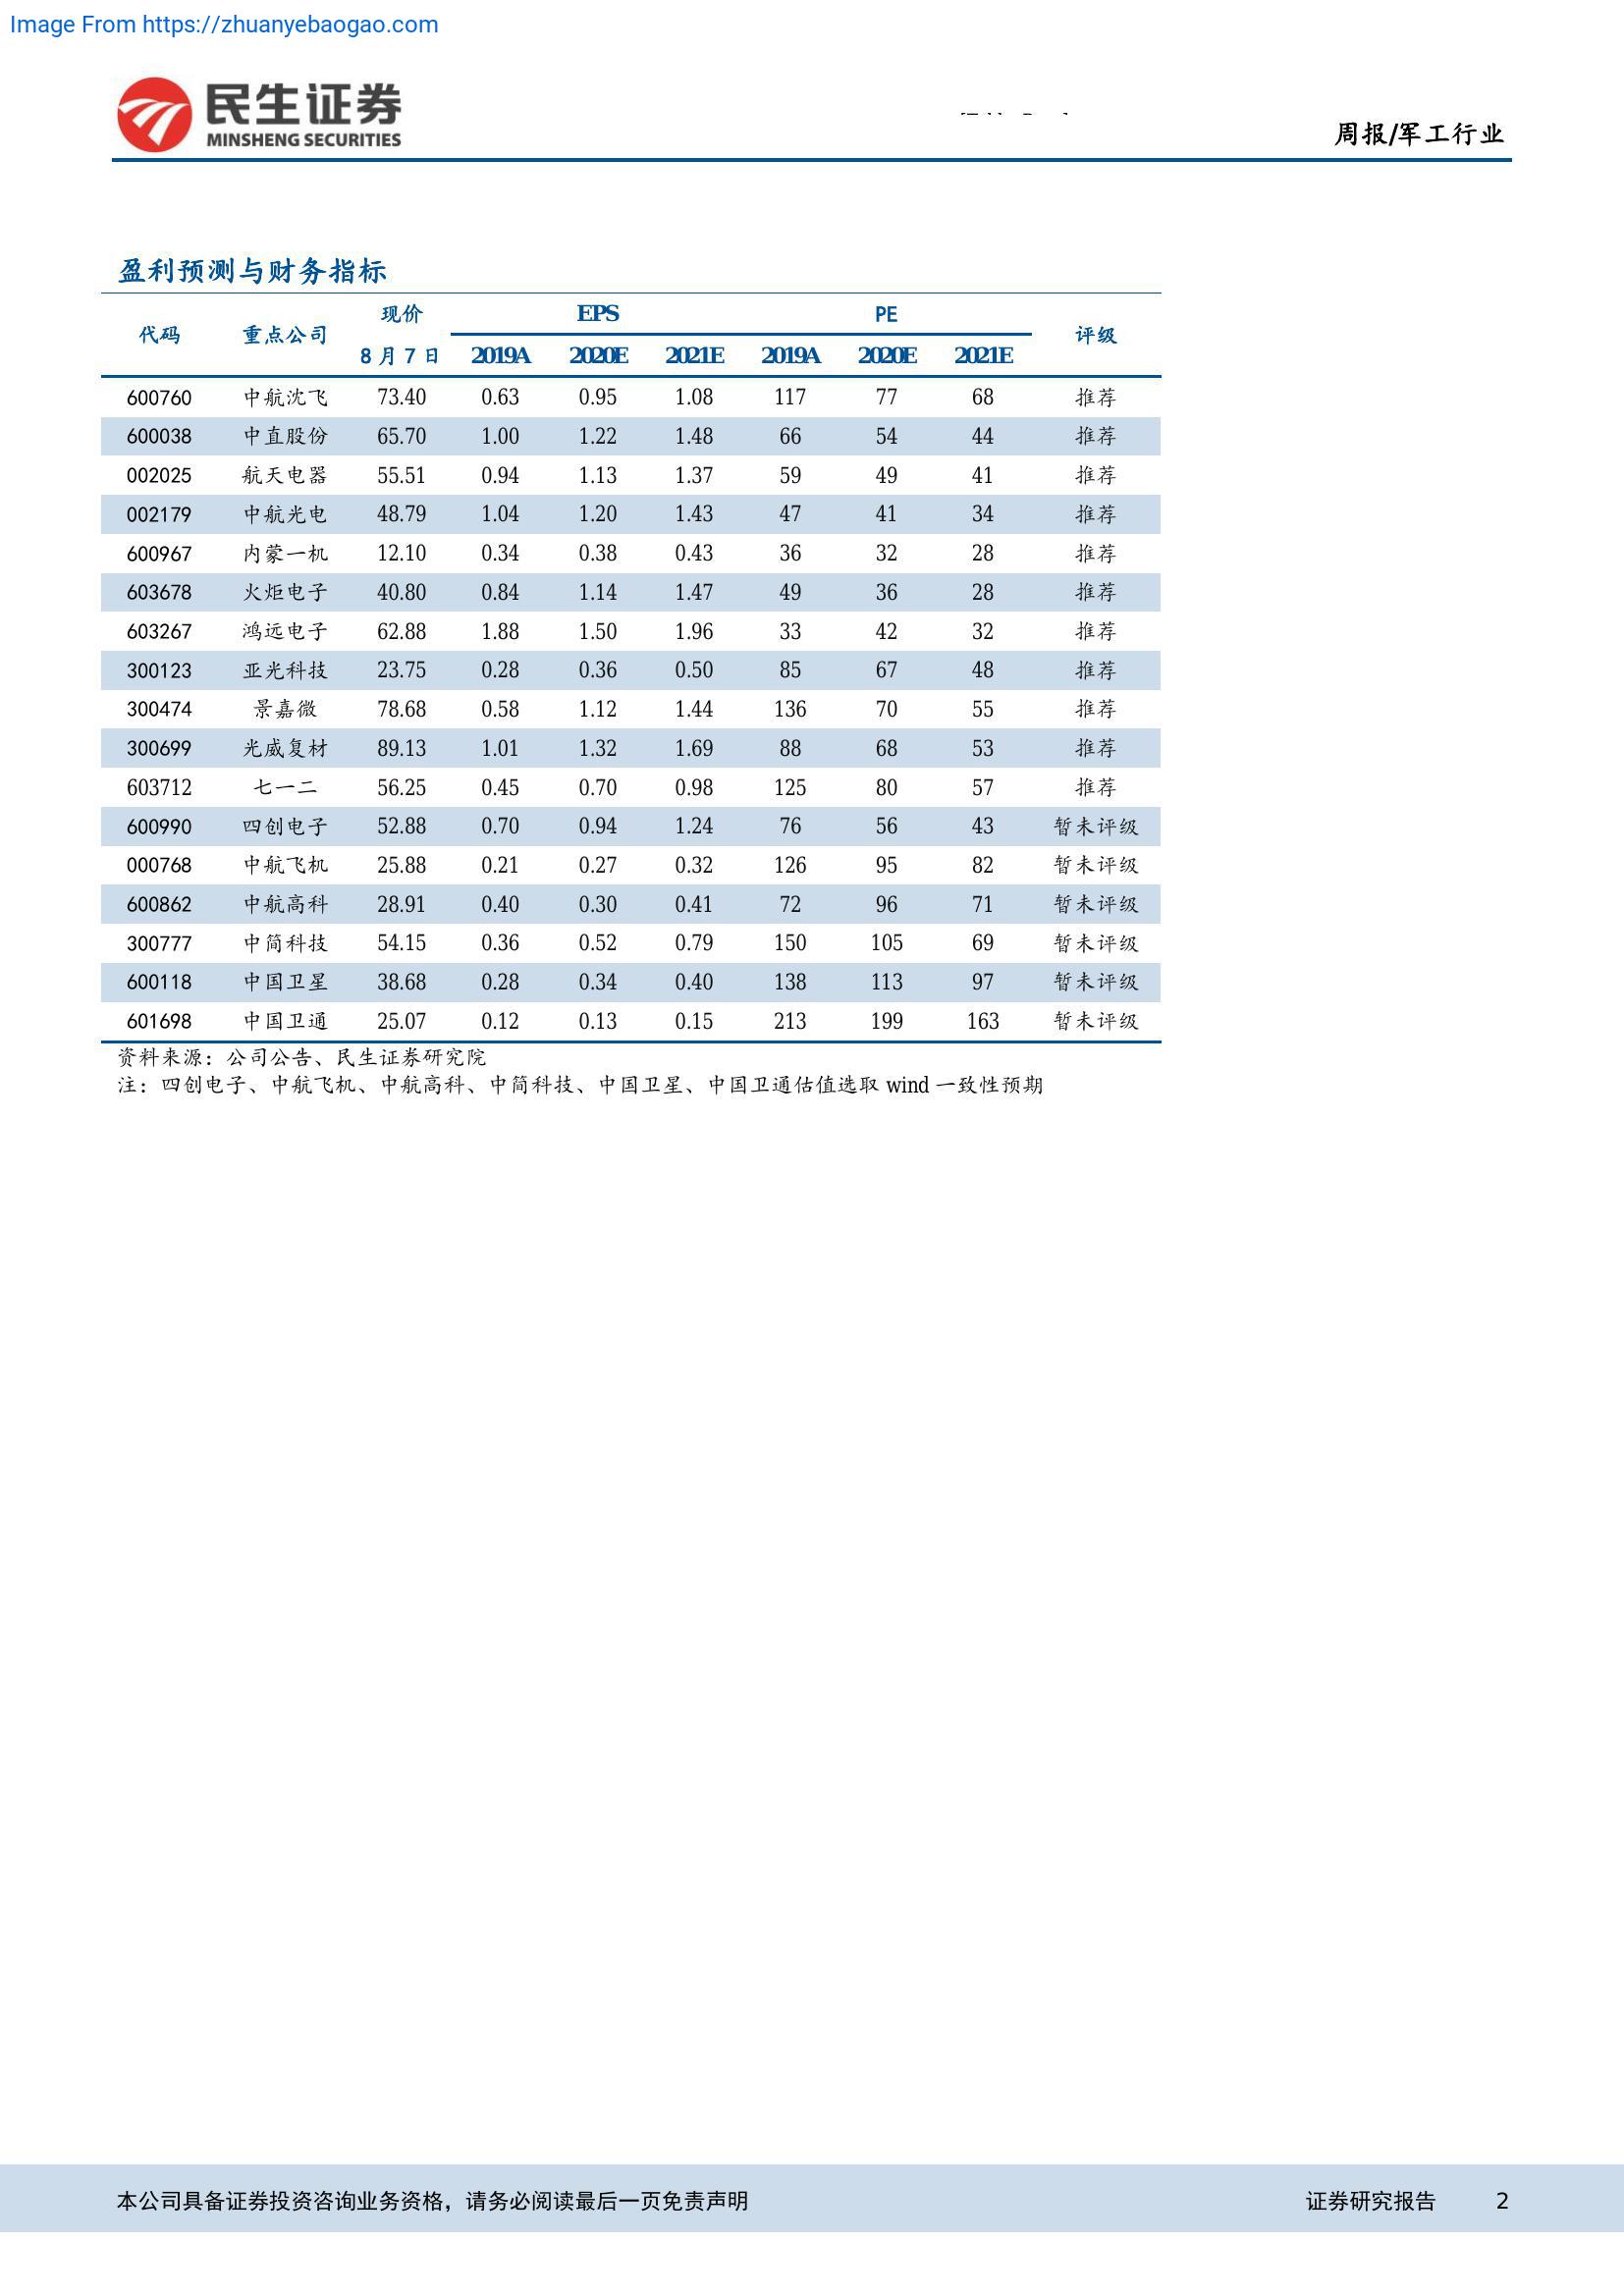 Image From https://zhuanyebaogao.com
民生证券
MINSHENG SECURITIES
周报/军工行业
盈利预测与财务指标
代码 重点公司 现价 EPS PE 评级
8 月 7 日 2019A 2020E 2021E 2019A 2020E 2021E
600760 中航沈飞 73.40 0.63 0.95 1.08 117 77 68 推荐
600038 中直股份 65.70 1.00 1.22 1.48 66 54 44 推荐
002025 航天电器 55.51 0.94 1.13 1.37 59 49 41 推荐
002179 中航光电 48.79 1.04 1.20 1.43 47 41 34 推荐
600967 内蒙一机 12.10 0.34 0.38 0.43 36 32 28 推荐
603678 火炬电子 40.80 0.84 1.14 1.47 49 36 28 推荐
603267 鸿远电子 62.88 1.88 1.50 1.96 33 42 32 推荐
300123 亚光科技 23.75 0.28 0.36 0.50 85 67 48 推荐
300474 景嘉微 78.68 0.58 1.12 1.44 136 70 55 推荐
300699 光威复材 89.13 1.01 1.32 1.69 88 68 53 推荐
603712 七一二 56.25 0.45 0.70 0.98 125 80 57 推荐
600990 四创电子 52.88 0.70 0.94 1.24 76 56 43 暂未评级
000768 中航飞机 25.88 0.21 0.27 0.32 126 95 82 暂未评级
600862 中航高科 28.91 0.40 0.30 0.41 72 96 71 暂未评级
300777 中简科技 54.15 0.36 0.52 0.79 150 105 69 暂未评级
600118 中国卫星 38.68 0.28 0.34 0.40 138 113 97 暂未评级
601698 中国卫通 25.07 0.12 0.13 0.15 213 199 163 暂未评级
资料来源：公司公告、民生证券研究院
注：四创电子、中航飞机、中航高科、中简科技、中国卫星、中国卫通估值选取 wind 一致性预期
本公司具备证券投资咨询业务资格，请务必阅读最后一页免责声明 证券研究报告 2